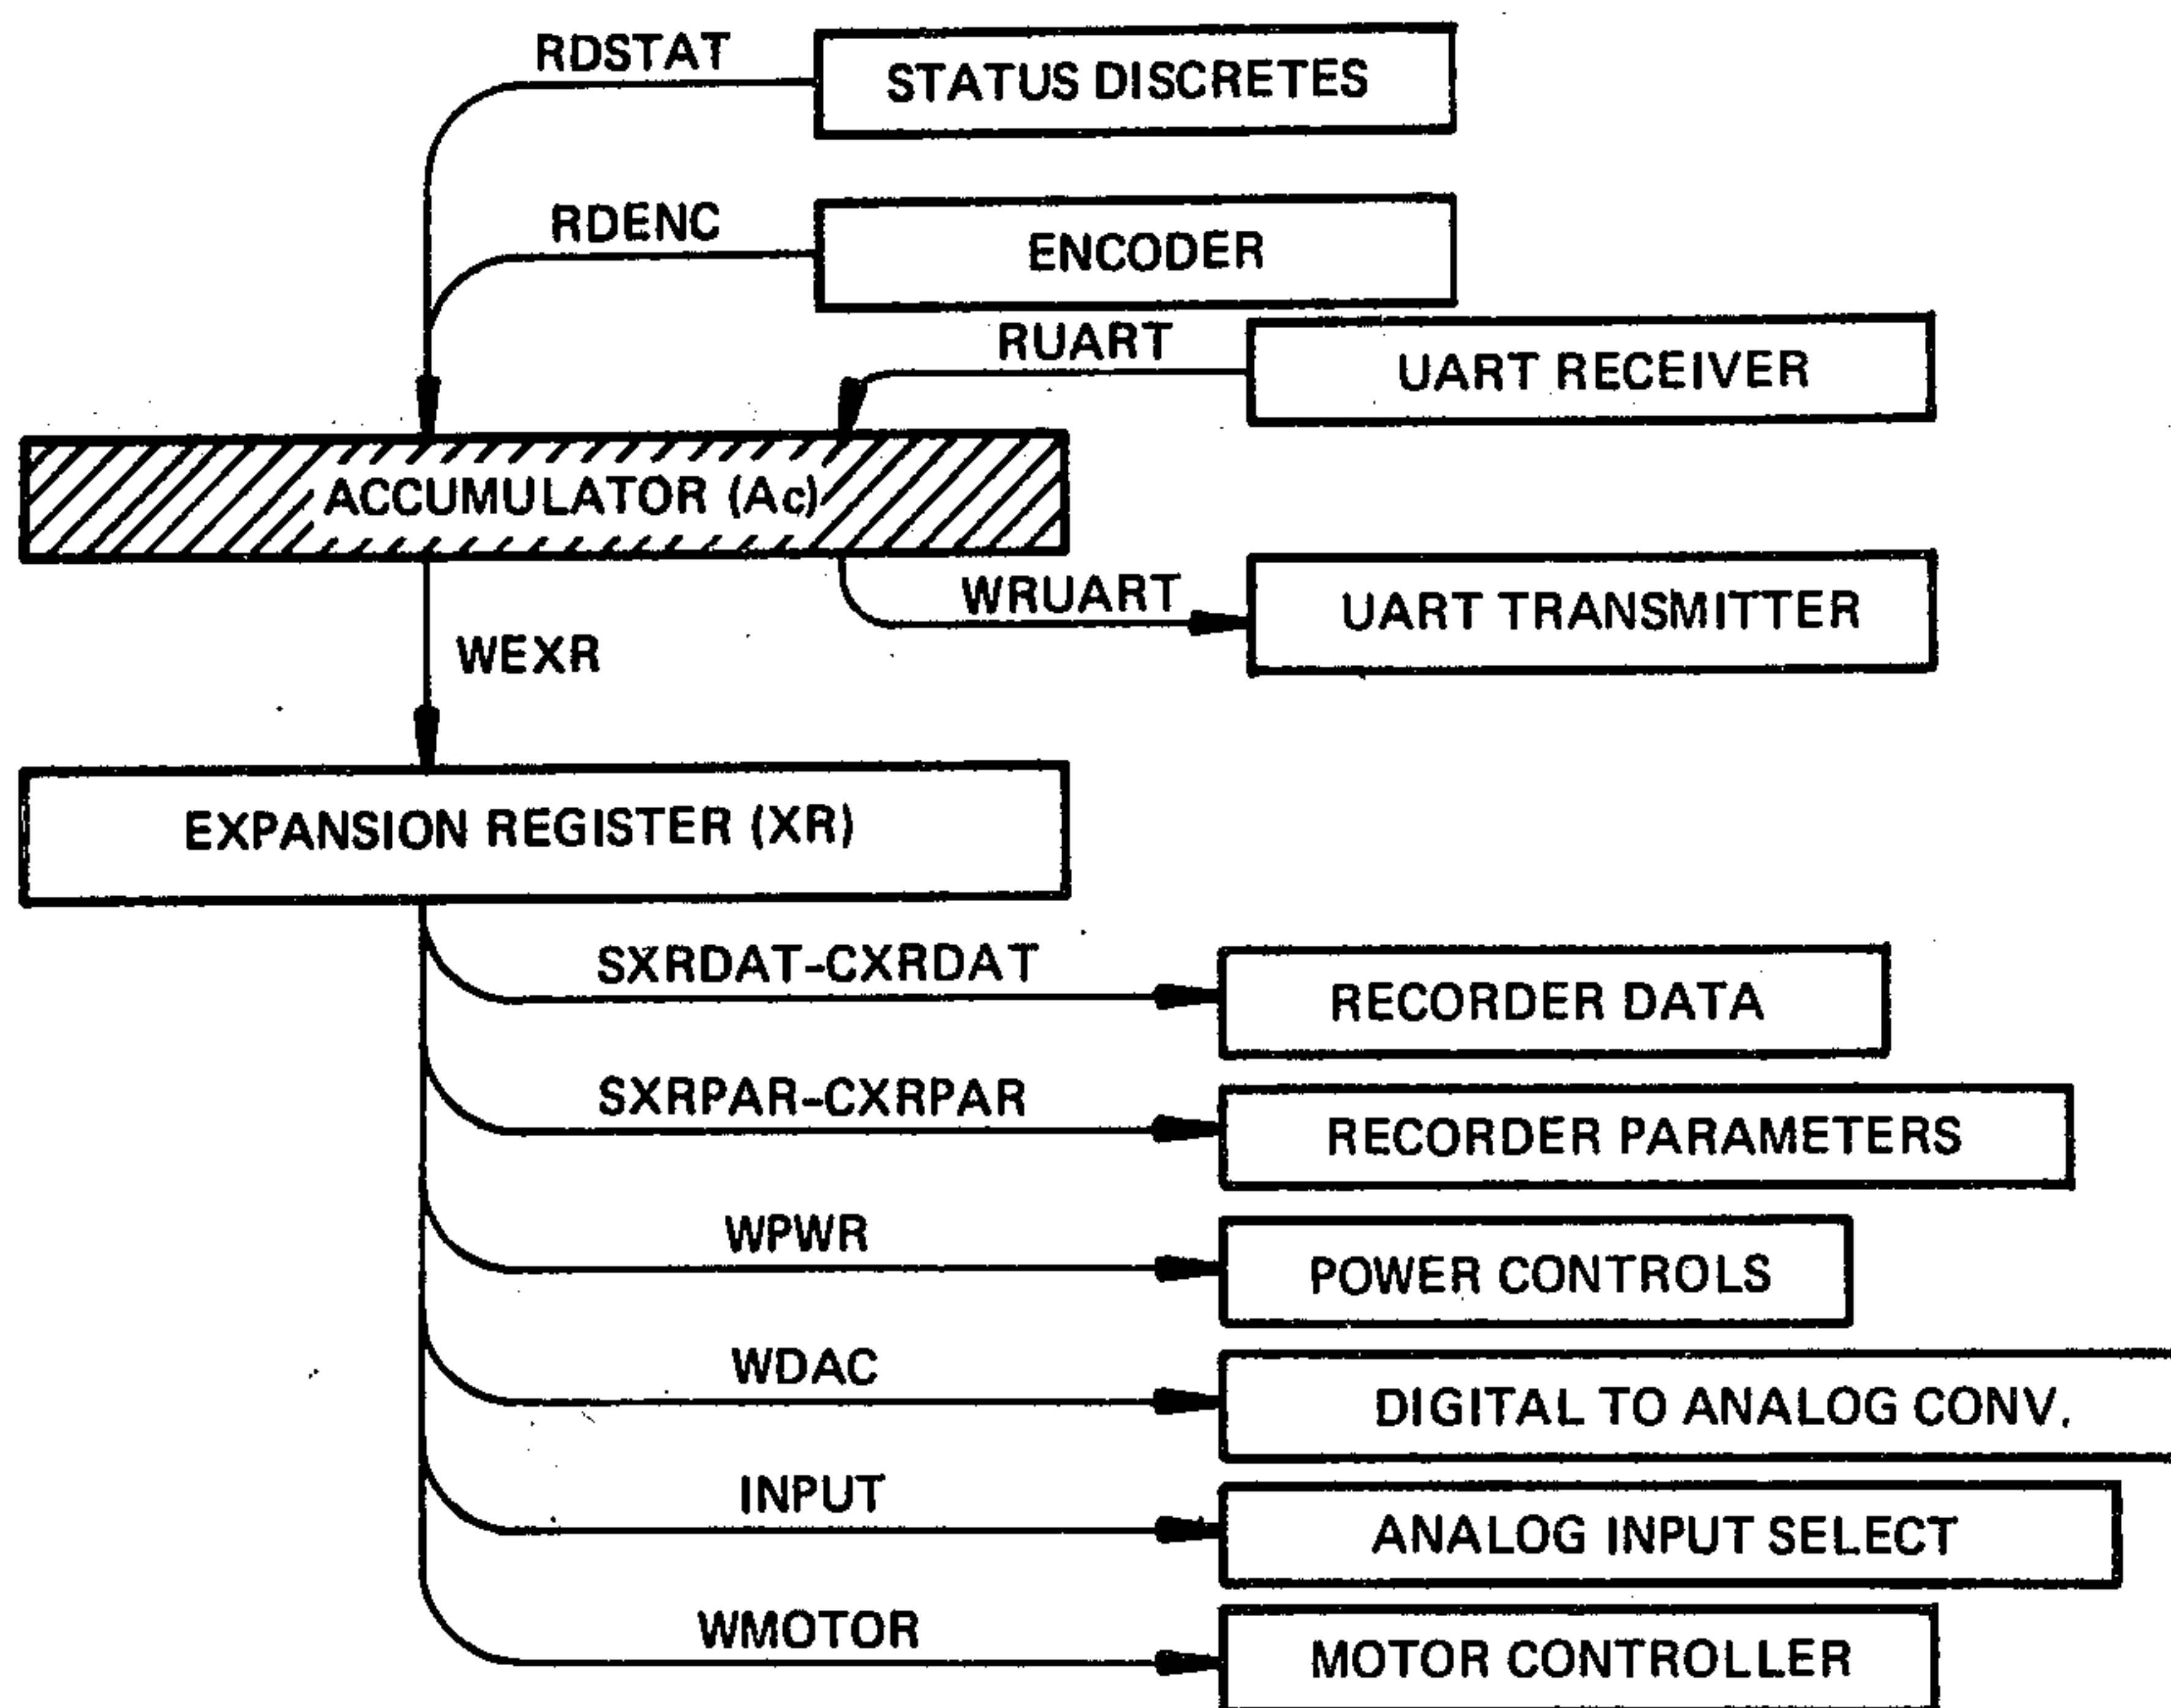 RDSTAT
STATUS DISCRETES
RDENC
ENCODER
RUART
UART RECEIVER
ACCUMULATOR (Ac)
WRUART
UART TRANSMITTER
WEXR
EXPANSION REGISTER (XR)
SXRDAT-CXRDAT
RECORDER DATA
SXRPAR-CXRPAR
RECORDER PARAMETERS
WPWR
POWER CONTROLS
WDAC
DIGITAL TO ANALOG CONV.
INPUT
ANALOG INPUT SELECT
WMOTOR
MOTOR CONTROLLER